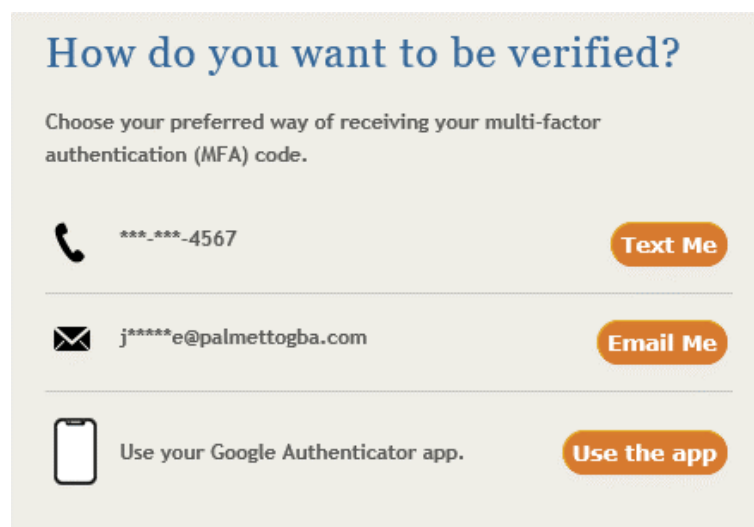 How do you want to be verified?
Choose your preferred way of receiving your multi-factor
authentication (MFA) code.
***-***-4567
Text Me
j*****e@palmettogba.com
Email Me
Use your Google Authenticator app.
Use the app